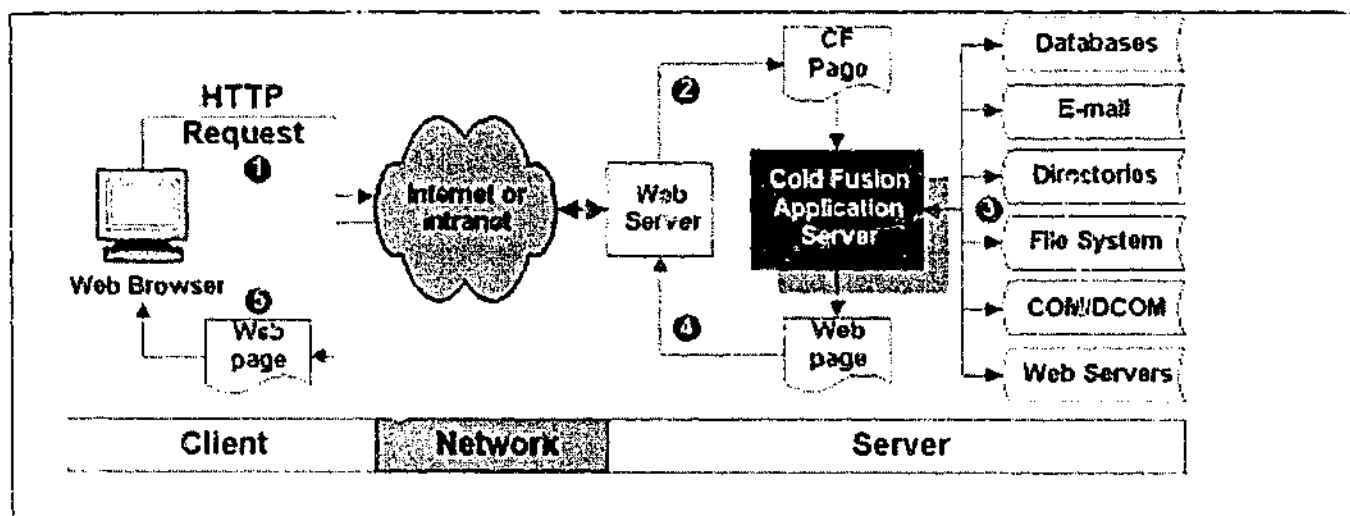 HTTP
Request
1
Web Browser
5
Web
page
Internet or
intranet
Web
Server
2
CF
Page
Cold Fusion
Application
Server
3
4
Web
page
Databases
E-mail
Directories
File System
COM/DCOM
Web Servers
Client
Network
Server